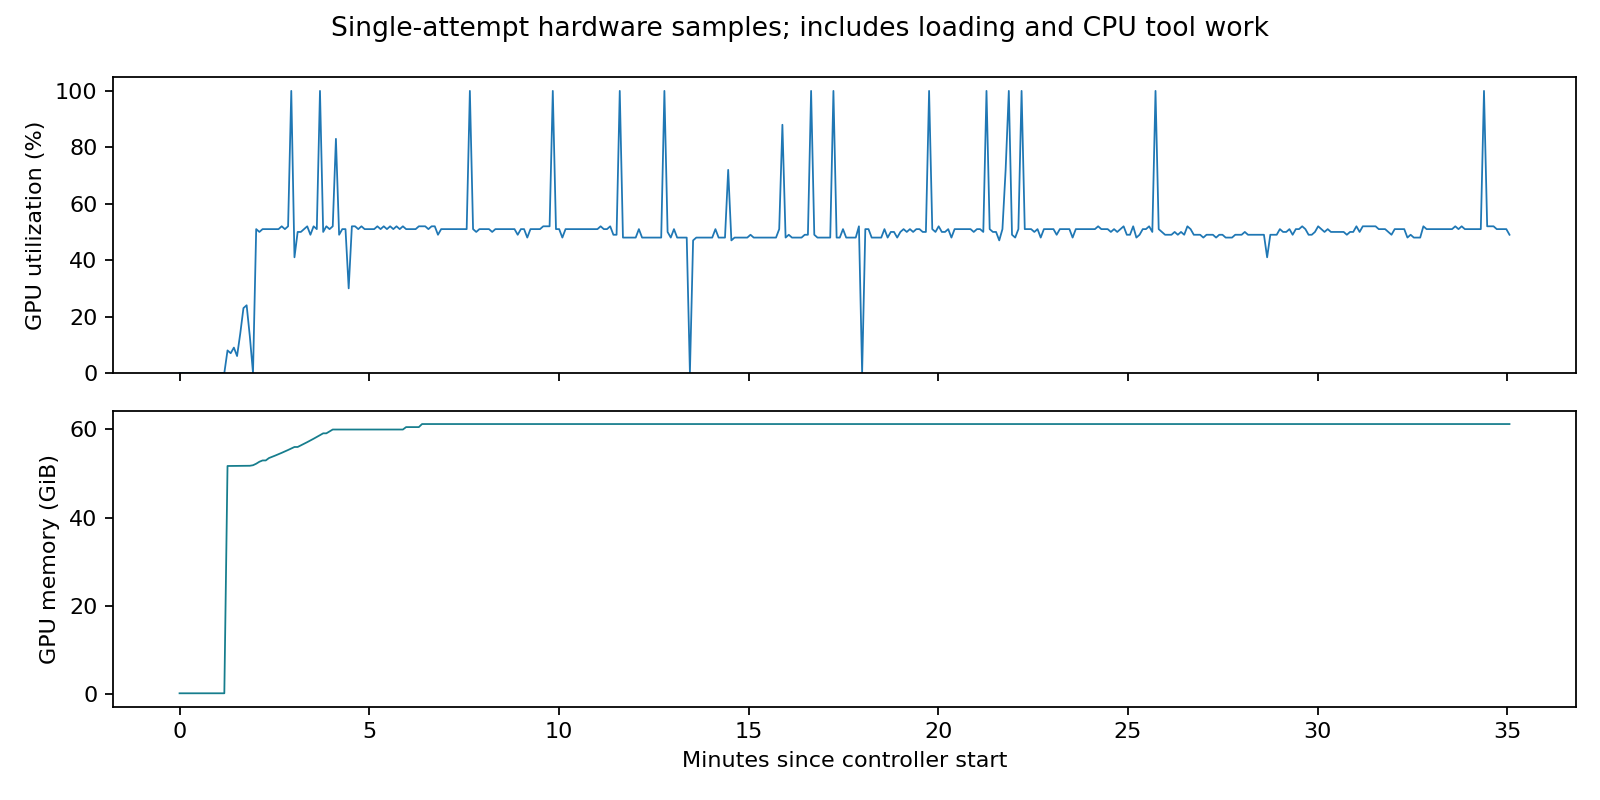 Single-attempt hardware samples; includes loading and CPU tool work
GPU utilization (%)
100
80
60
40
20
0
GPU memory (GiB)
60
40
20
0
0 5 10 15 20 25 30 35
Minutes since controller start